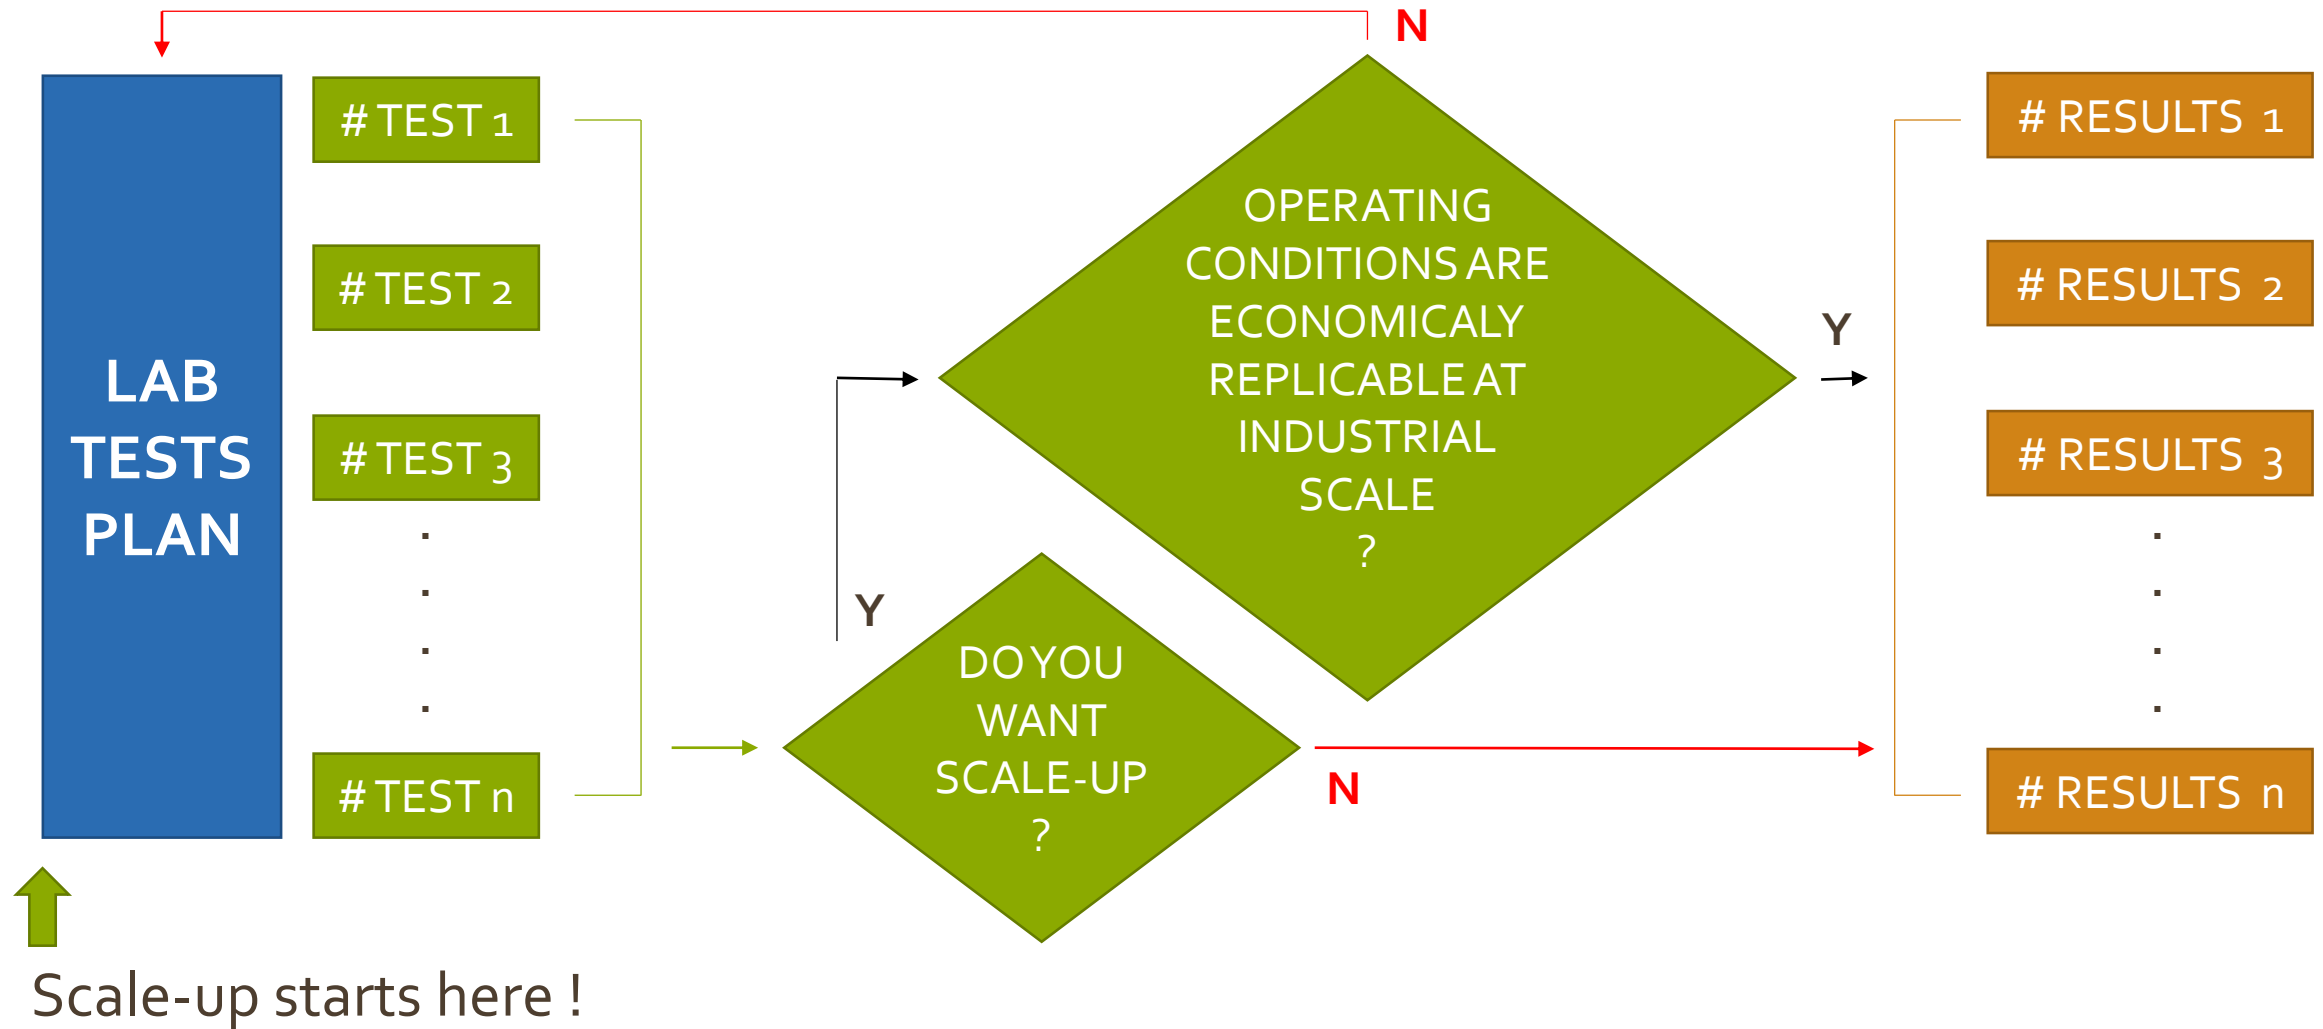 LAB
TESTS
PLAN
# TEST 1
# TEST 2
# TEST 3
.
.
.
.
# TEST n
Scale-up starts here !
DO YOU
WANT
SCALE-UP
?
Y
N
OPERATING
CONDITIONS ARE
ECONOMICALY
REPLICABLE AT
INDUSTRIAL
SCALE
?
N
Y
# RESULTS 1
# RESULTS 2
# RESULTS 3
.
.
.
.
# RESULTS n